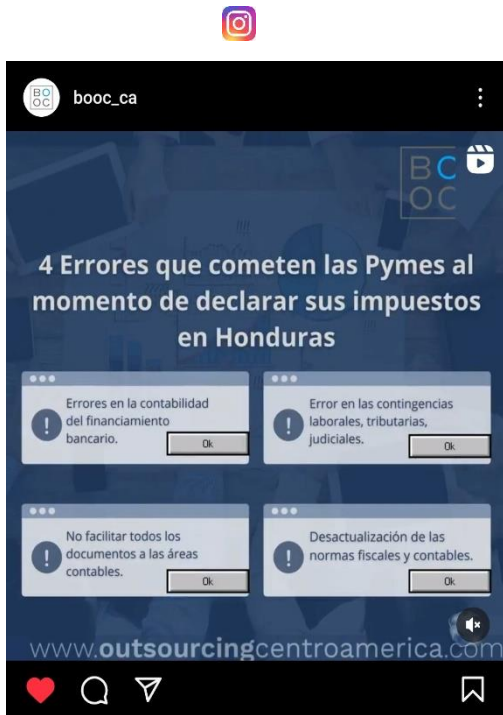 BO
OC
booc_ca
BO
OC
4 Errores que cometen las Pymes al
momento de declarar sus impuestos
en Honduras
Errores en la contabilidad
del financiamiento
bancario.
Ok
Error en las contingencias
laborales, tributarias,
judiciales.
Ok
No facilitar todos los
documentos a las áreas
contables.
Ok
Desactualización de las
normas fiscales y contables.
Ok
www.outsourcingcentroamerica.com